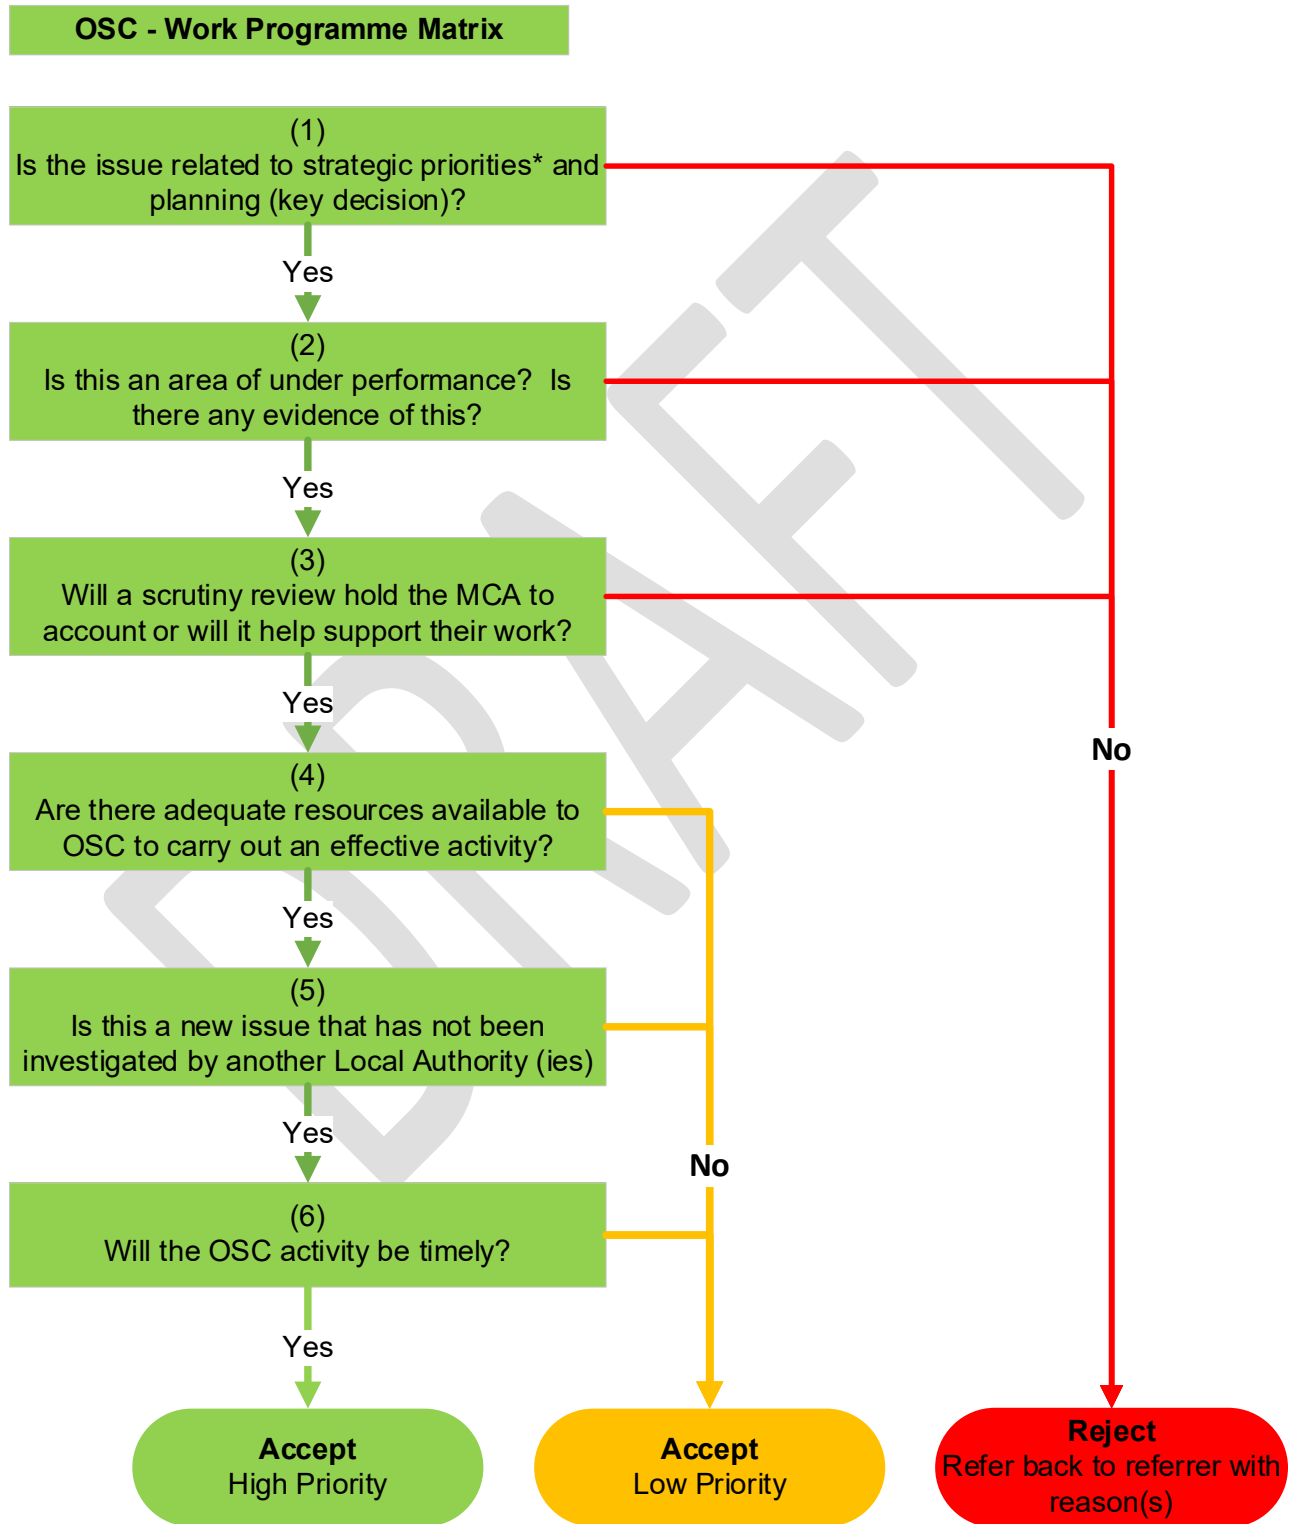 OSC - Work Programme Matrix
(1)
Is the issue related to strategic priorities* and
planning (key decision)?
Yes
(2)
Is this an area of under performance?  Is
there any evidence of this?
Yes
(3)
Will a scrutiny review hold the MCA to
account or will it help support their work?
Yes
No
(4)
Are there adequate resources available to
OSC to carry out an effective activity?
Yes
(5)
Is this a new issue that has not been
investigated by another Local Authority (ies)
Yes
No
(6)
Will the OSC activity be timely?
Yes
Accept
High Priority
Accept
Low Priority
Reject
Refer back to referrer with
reason(s)
DRAFT